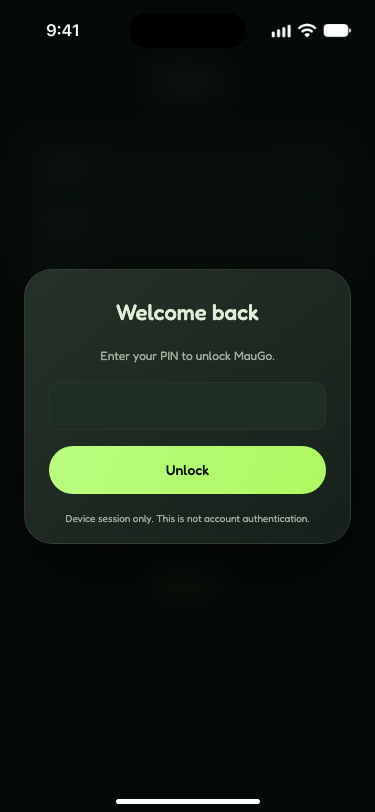 9:41
Welcome back
Enter your PIN to unlock MauGo.
Unlock
Device session only. This is not account authentication.